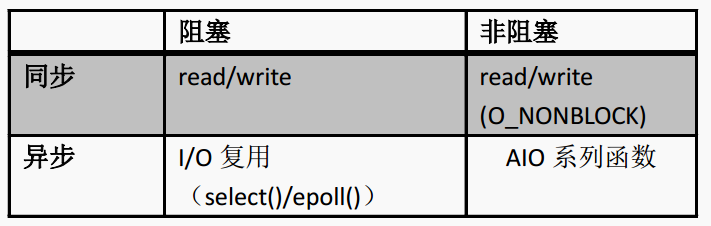 阻塞 非阻塞
同步 read/write read/write
(O_NONBLOCK)
异步 I/O 复用 AIO 系列函数
（select()/epoll()）